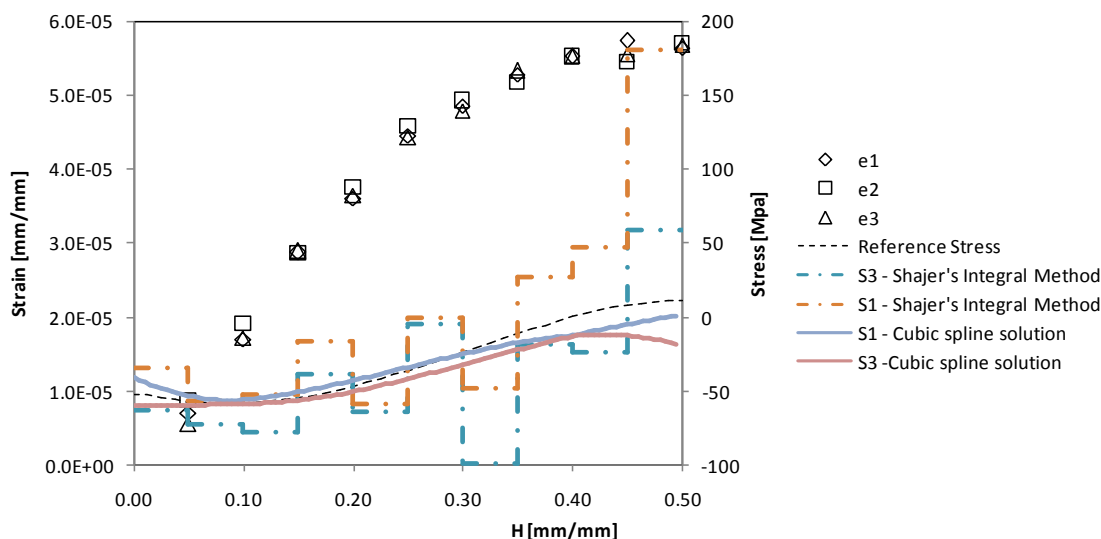 6.0E-05
5.0E-05
4.0E-05
3.0E-05
2.0E-05
1.0E-05
0.0E+00
Strain [mm/mm]
0.00
0.10
0.20
0.30
0.40
0.50
H [mm/mm]
200
150
100
50
0
-50
-100
Stress [Mpa]
e1
e2
e3
Reference Stress
S3 - Shajer's Integral Method
S1 - Shajer's Integral Method
S1 - Cubic spline solution
S3 -Cubic spline solution